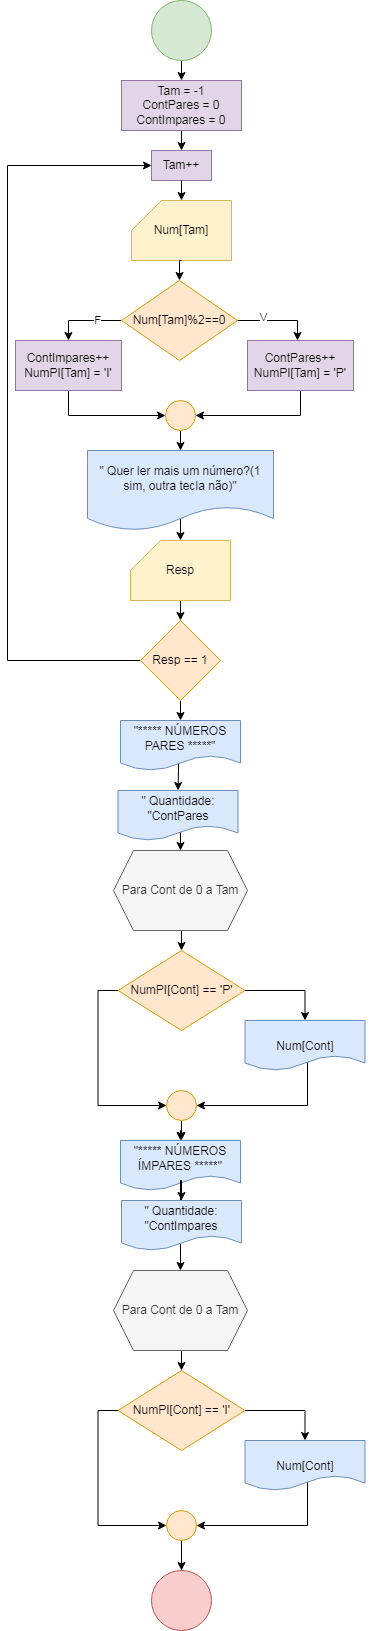 Tam = -1
ContPares = 0
ContImpares = 0
Tam++
Num[Tam]
Num[Tam]%2==0
F
V
ContImpares++
NumPI[Tam] = 'I'
ContPares++
NumPI[Tam] = 'P'
" Quer ler mais um número?(1
sim, outra tecla não)"
Resp
Resp == 1
"***** NÚMEROS
PARES *****"
" Quantidade:
"ContPares
Para Cont de 0 a Tam
NumPI[Cont] == 'P'
Num[Cont]
"***** NÚMEROS
ÍMPARES *****"
" Quantidade:
"ContImpares
Para Cont de 0 a Tam
NumPI[Cont] == 'I'
Num[Cont]